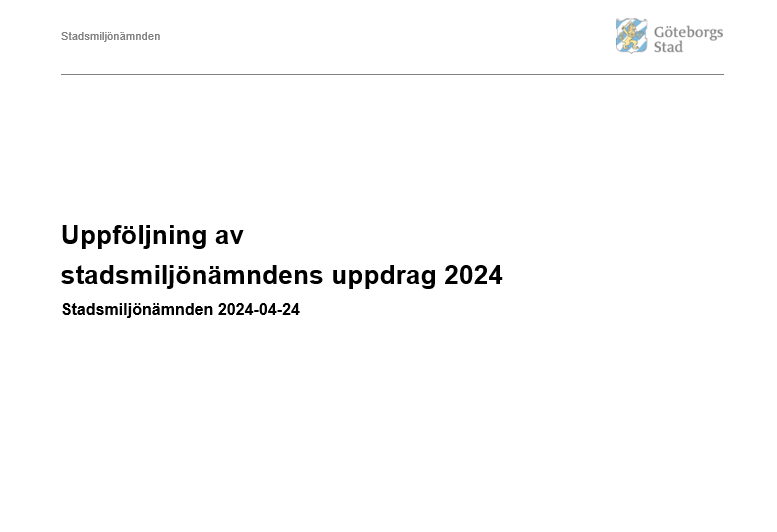 Stadsmiljönämnden
Göteborgs
Stad
Uppföljning av
stadsmiljönämndens uppdrag 2024
Stadsmiljönämnden 2024-04-24